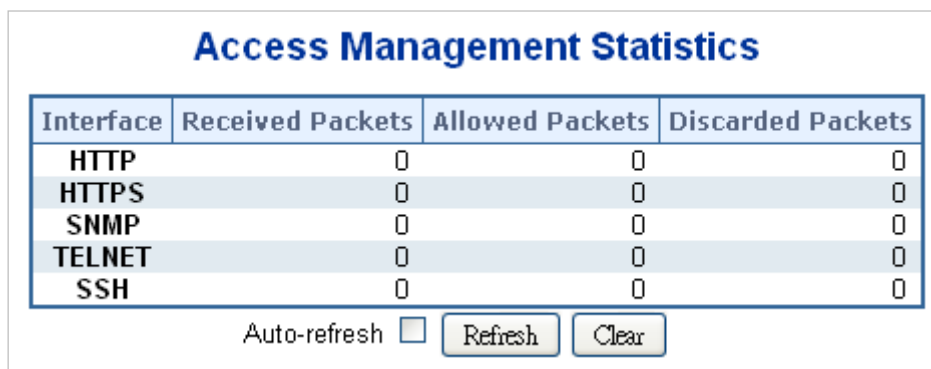 Access Management Statistics
Interface Received Packets Allowed Packets Discarded Packets
HTTP 0 0 0
HTTPS 0 0 0
SNMP 0 0 0
TELNET 0 0 0
SSH 0 0 0
Auto-refresh Refresh Clear